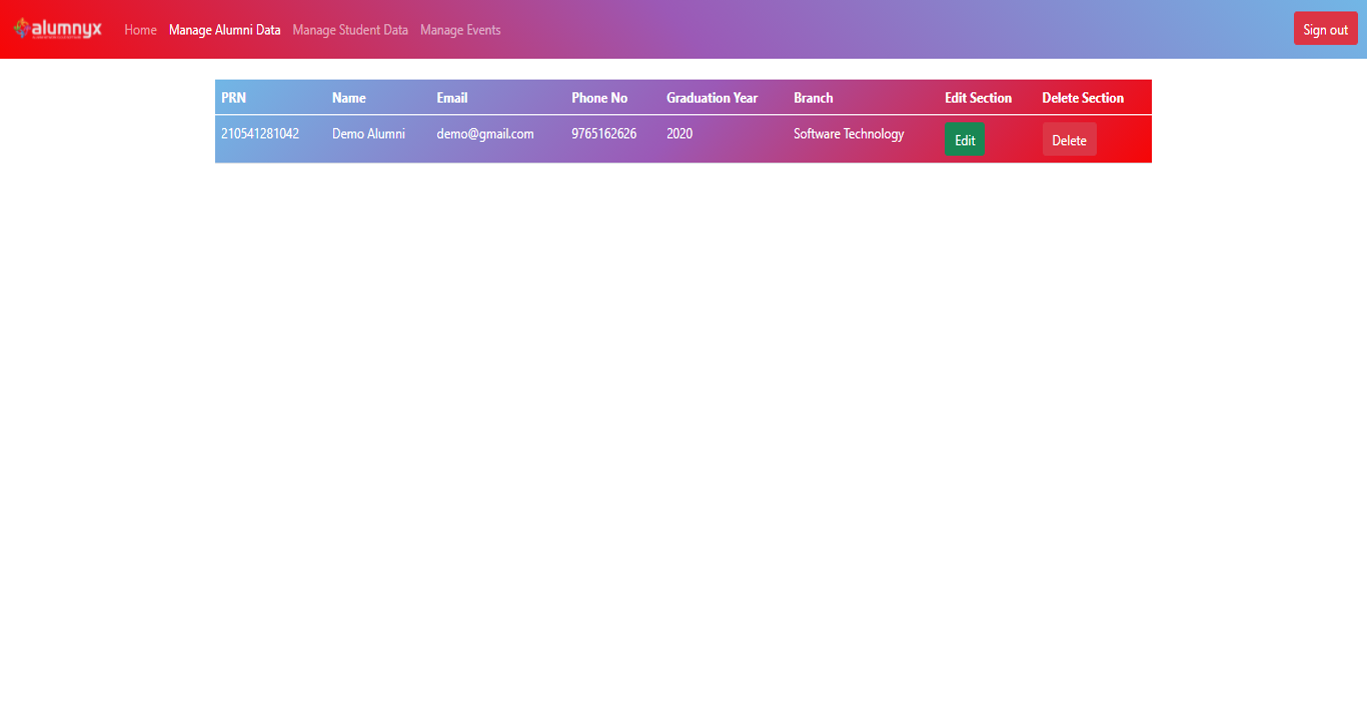 alumnyx Home Manage Alumni Data Manage Student Data Manage Events Sign out
PRN Name Email Phone No Graduation Year Branch Edit Section Delete Section
210541281042 Demo Alumni demo@gmail.com 9765162626 2020 Software Technology Edit Delete